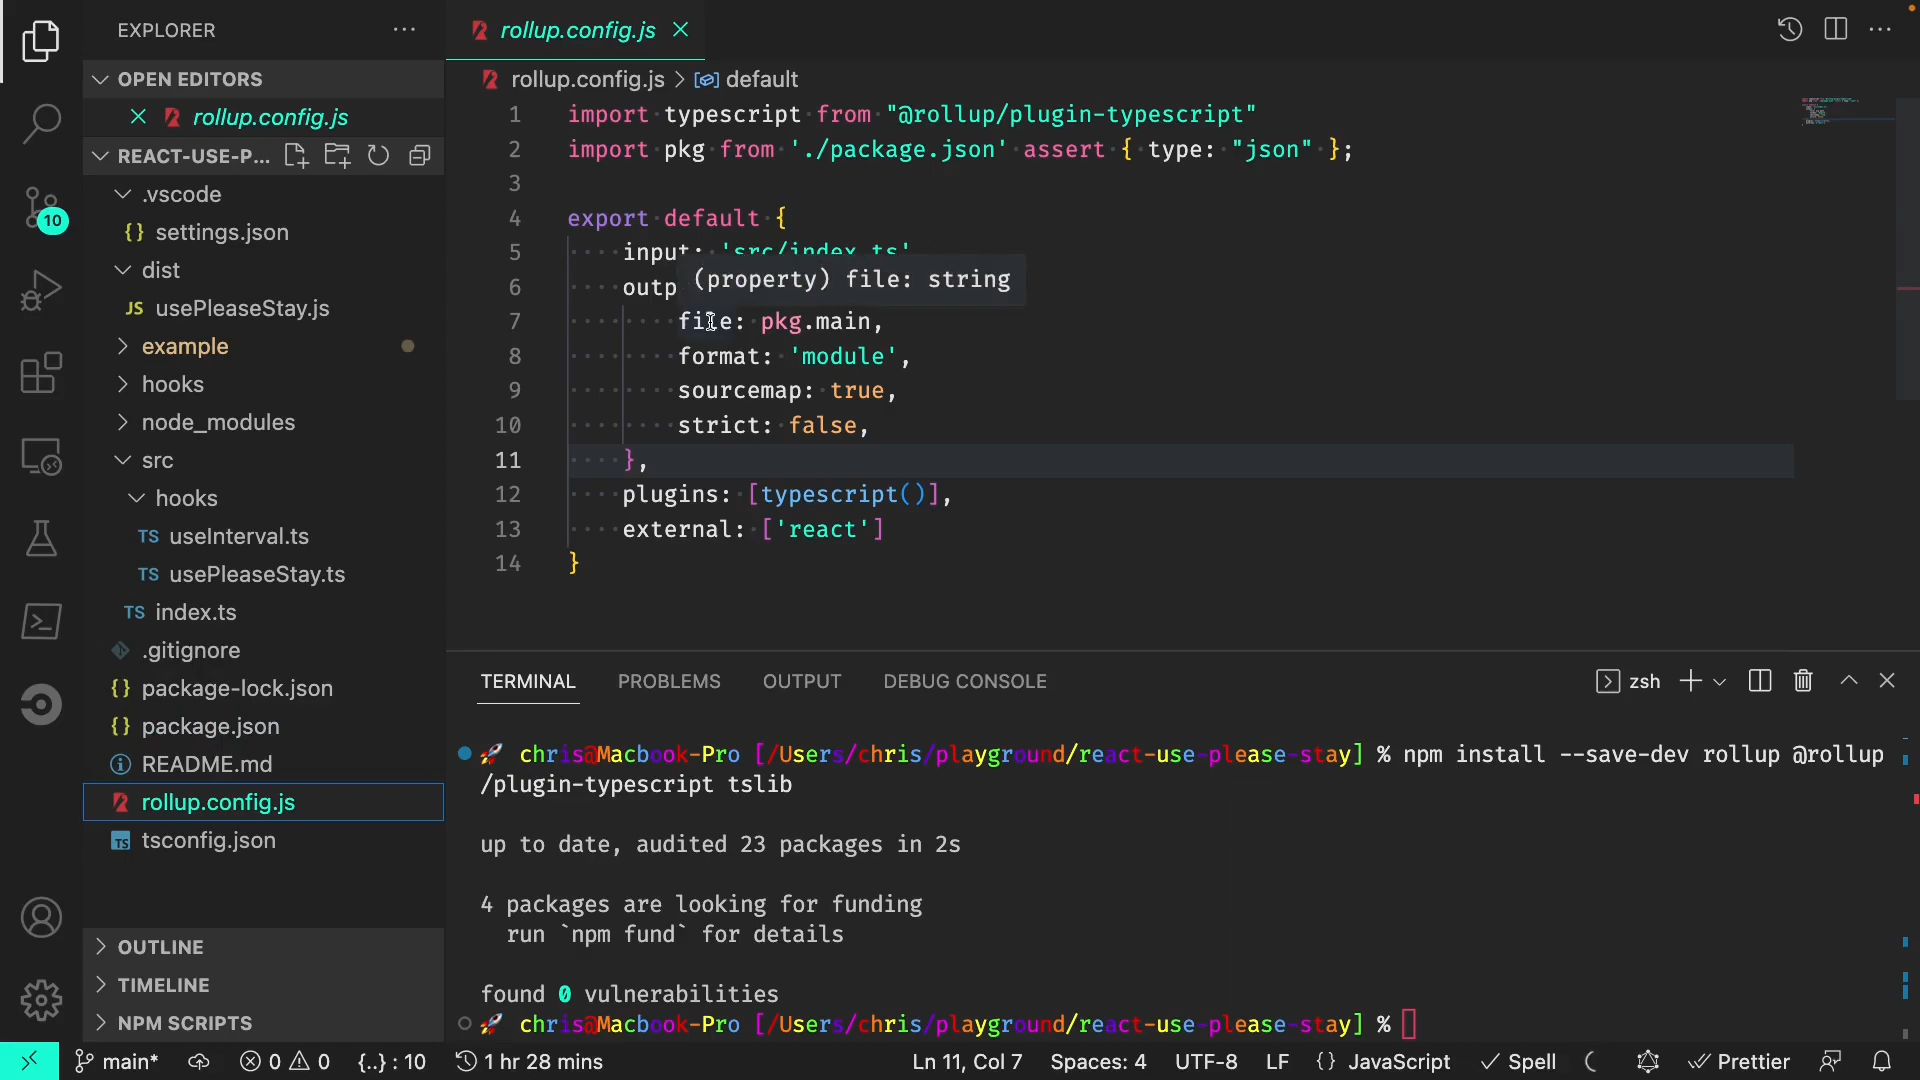 EXPLORER
OPEN EDITORS
rollup.config.js
REACT-USE-P...
.vscode
{} settings.json
dist
JS usePleaseStay.js
example
hooks
node_modules
src
hooks
TS useInterval.ts
TS usePleaseStay.ts
TS index.ts
.gitignore
{} package-lock.json
{} package.json
README.md
rollup.config.js
TS tsconfig.json
OUTLINE
TIMELINE
NPM SCRIPTS
10
rollup.config.js
rollup.config.js > default
1 import typescript from "@rollup/plugin-typescript"
2 import pkg from './package.json' assert { type: "json" };
3
4 export default {
5 input: 'src/index.ts'
6 outp
(property) file: string
7 file: pkg.main,
8 format: 'module',
9 sourcemap: true,
10 strict: false,
11 },
12 plugins: [typescript()],
13 external: ['react']
14 }
TERMINAL PROBLEMS OUTPUT DEBUG CONSOLE
zsh
chris@Macbook-Pro [/Users/chris/playground/react-use-please-stay] % npm install --save-dev rollup @rollup
/plugin-typescript tslib
up to date, audited 23 packages in 2s
4 packages are looking for funding
run `npm fund` for details
found 0 vulnerabilities
chris@Macbook-Pro [/Users/chris/playground/react-use-please-stay] %
main* 0 0 {..} : 10 1 hr 28 mins Ln 11, Col 7 Spaces: 4 UTF-8 LF {} JavaScript Spell Prettier